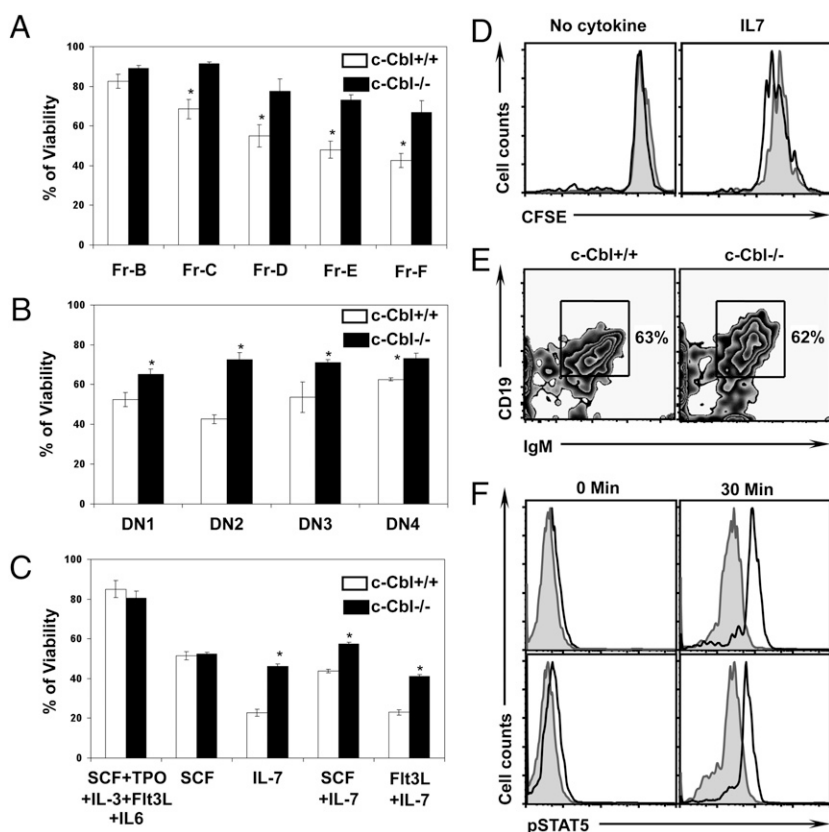 A
% of Viability
100
80
60
40
20
0
c-Cbl+/+
c-Cbl-/-
*
*
*
*
Fr-B Fr-C Fr-D Fr-E Fr-F
B
% of Viability
100
80
60
40
20
0
c-Cbl+/+
c-Cbl-/-
*
*
*
*
DN1 DN2 DN3 DN4
C
% of Viability
100
80
60
40
20
0
c-Cbl+/+
c-Cbl-/-
*
*
*
SCF+TPO
+IL-3+Flt3L
+IL6
SCF
IL-7
SCF
+IL-7
Flt3L
+IL-7
D
No cytokine IL7
Cell counts
CFSE
E
c-Cbl+/+ c-Cbl-/-
63%
62%
CD19
IgM
F
0 Min 30 Min
Cell counts
Cell counts
pSTAT5